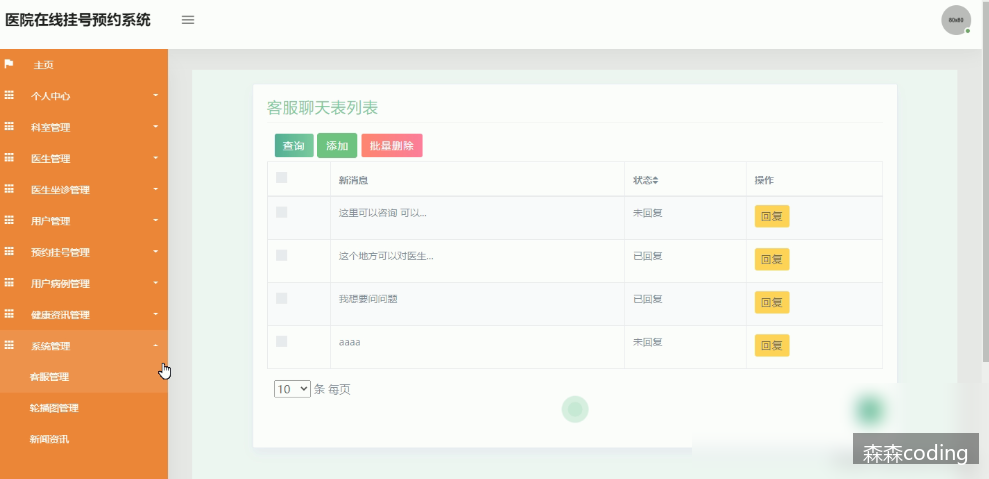 医院在线挂号预约系统
60x60
主页
个人中心
科室管理
医生管理
医生坐诊管理
用户管理
预约挂号管理
用户病例管理
健康资讯管理
系统管理
客服管理
轮播图管理
新闻资讯
客服聊天表列表
查询 添加 批量删除
新消息 状态 操作
这里可以咨询 可以... 未回复 回复
这个地方可以对医生... 已回复 回复
我想要问问题 已回复 回复
aaaa 未回复 回复
10 条 每页
森森coding